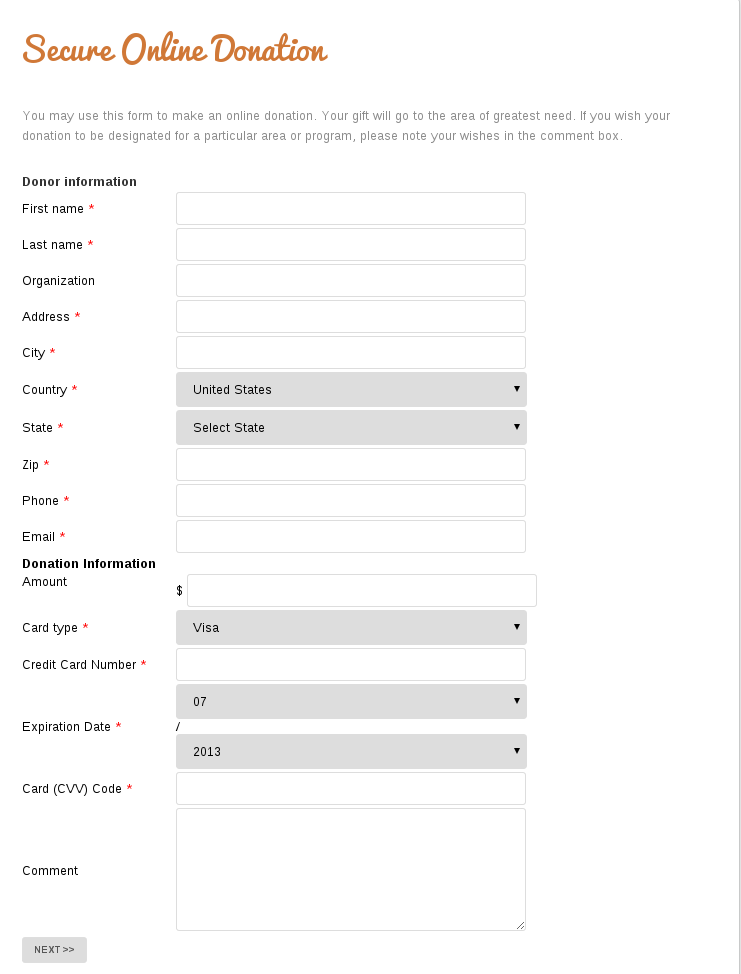 Secure Online Donation
You may use this form to make an online donation. Your gift will go to the area of greatest need. If you wish your
donation to be designated for a particular area or program, please note your wishes in the comment box.
Donor information
First name *
Last name *
Organization
Address *
City *
Country * United States ▼
State * Select State ▼
Zip *
Phone *
Email *
Donation Information
Amount $
Card type * Visa ▼
Credit Card Number *
07 ▼
Expiration Date * /
2013 ▼
Card (CVV) Code *
Comment
NEXT >>